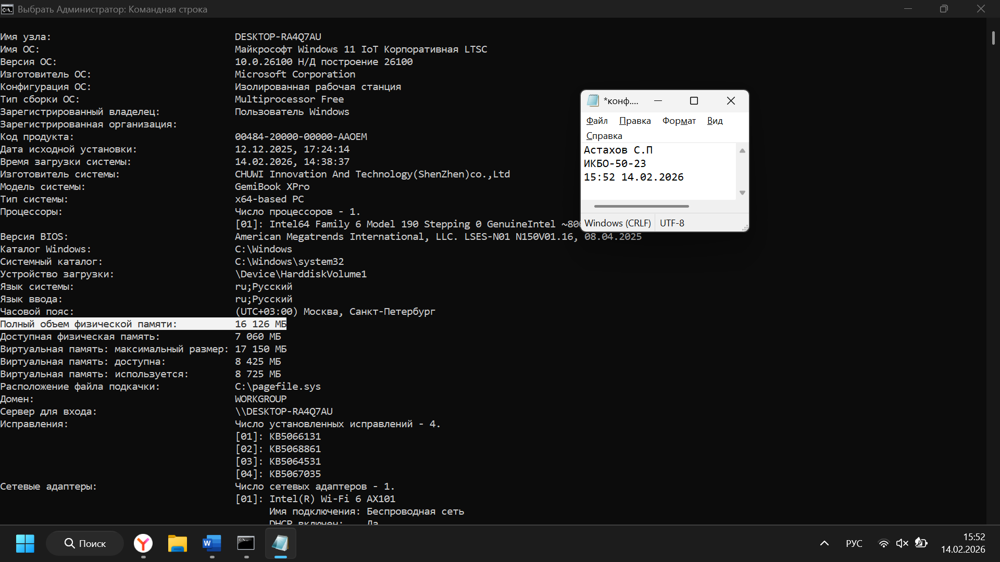 Выбрать Администратор: Командная строка
Имя узла: DESKTOP-RA4Q7AU
Имя ОС: Майкрософт Windows 11 IoT Корпоративная LTSC
Версия ОС: 10.0.26100 Н/Д построение 26100
Изготовитель ОС: Microsoft Corporation
Конфигурация ОС: Изолированная рабочая станция
Тип сборки ОС: Multiprocessor Free
Зарегистрированный владелец: Пользователь Windows
Зарегистрированная организация:
Код продукта: 00484-20000-00000-AAOEM
Дата исходной установки: 12.12.2025, 17:24:14
Время загрузки системы: 14.02.2026, 14:38:37
Изготовитель системы: CHUWI Innovation And Technology(ShenZhen)co.,Ltd
Модель системы: GemiBook XPro
Тип системы: x64-based PC
Процессоры: Число процессоров - 1.
[01]: Intel64 Family 6 Model 190 Stepping 0 GenuineIntel ~800
Версия BIOS: American Megatrends International, LLC. LSES-N01 N150V01.16, 08.04.2025
Каталог Windows: C:\Windows
Системный каталог: C:\Windows\system32
Устройство загрузки: \Device\HarddiskVolume1
Язык системы: ru;Русский
Язык ввода: ru;Русский
Часовой пояс: (UTC+03:00) Москва, Санкт-Петербург
Полный объем физической памяти: 16 126 МБ
Доступная физическая память: 7 060 МБ
Виртуальная память: максимальный размер: 17 150 МБ
Виртуальная память: доступна: 8 425 МБ
Виртуальная память: используется: 8 725 МБ
Расположение файла подкачки: C:\pagefile.sys
Домен: WORKGROUP
Сервер для входа: \\DESKTOP-RA4Q7AU
Исправления: Число установленных исправлений - 4.
[01]: KB5066131
[02]: KB5068861
[03]: KB5064531
[04]: KB5067035
Сетевые адаптеры: Число сетевых адаптеров - 1.
[01]: Intel(R) Wi-Fi 6 AX101
Имя подключения: Беспроводная сеть
DHCP включен: Да
*конф....
Файл Правка Формат Вид
Справка
Астахов С.П
ИКБО-50-23
15:52 14.02.2026
Windows (CRLF) UTF-8
Поиск
РУС
15:52
14.02.2026